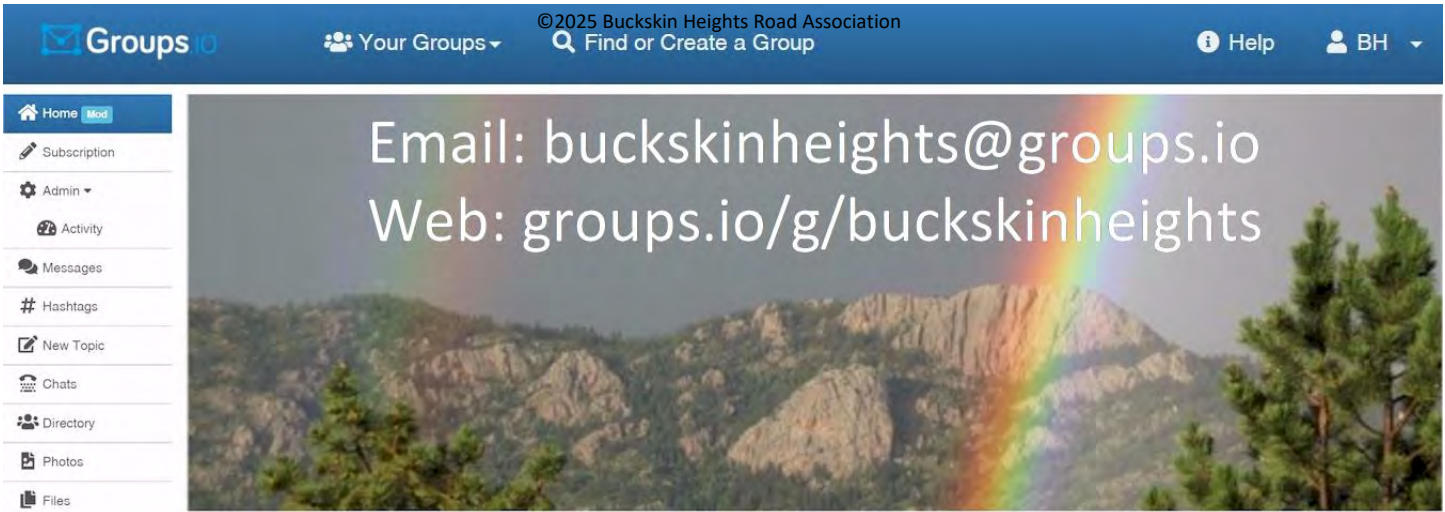 ©2025 Buckskin Heights Road Association
Groups.io
Your Groups
Find or Create a Group
Help
BH
Home Mod
Subscription
Admin
Activity
Messages
# Hashtags
New Topic
Chats
Directory
Photos
Files
Email: buckskinheights@groups.io
Web: groups.io/g/buckskinheights